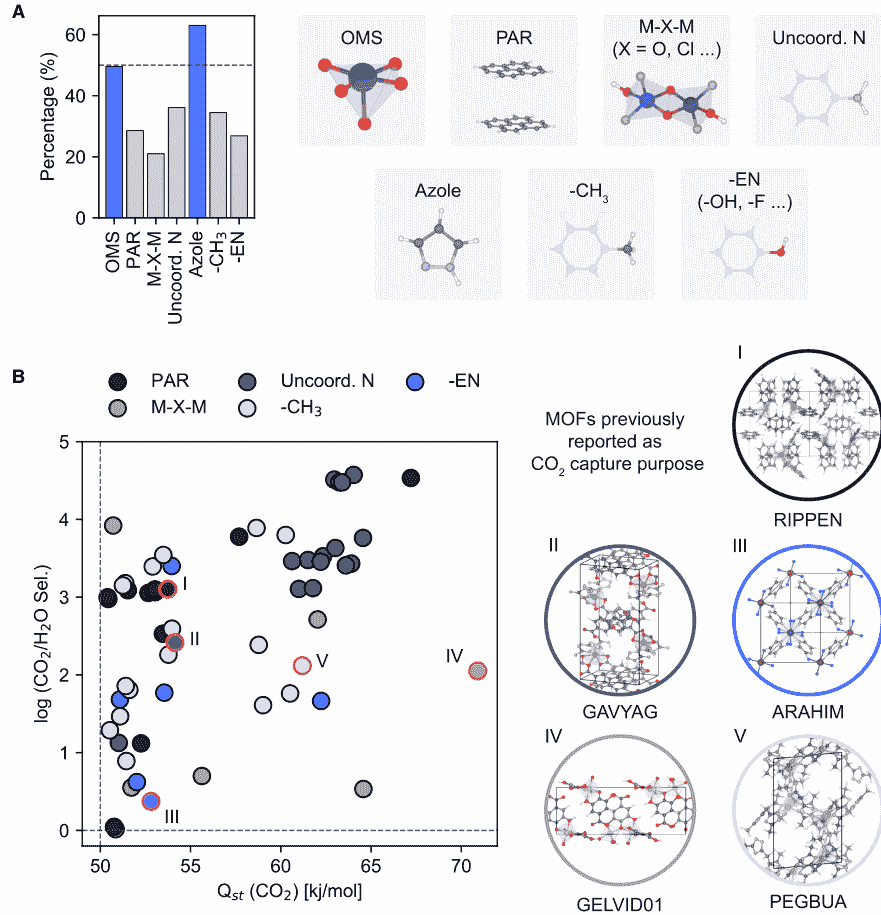 A
60
40
20
0
Percentage (%)
OMS
PAR
M-X-M
Uncoord. N
Azole
-CH3
-EN
OMS
PAR
M-X-M
(X = O, Cl ...)
Uncoord. N
Azole
-CH3
-EN
(-OH, -F ...)
B
PAR
Uncoord. N
-EN
M-X-M
-CH3
5
4
3
2
1
0
log (CO2/H2O Sel.)
50
55
60
65
70
Qst (CO2) [kj/mol]
I
II
III
IV
V
MOFs previously
reported as
CO2 capture purpose
I
RIPPEN
II
GAVYAG
III
ARAHIM
IV
GELVID01
V
PEGBUA